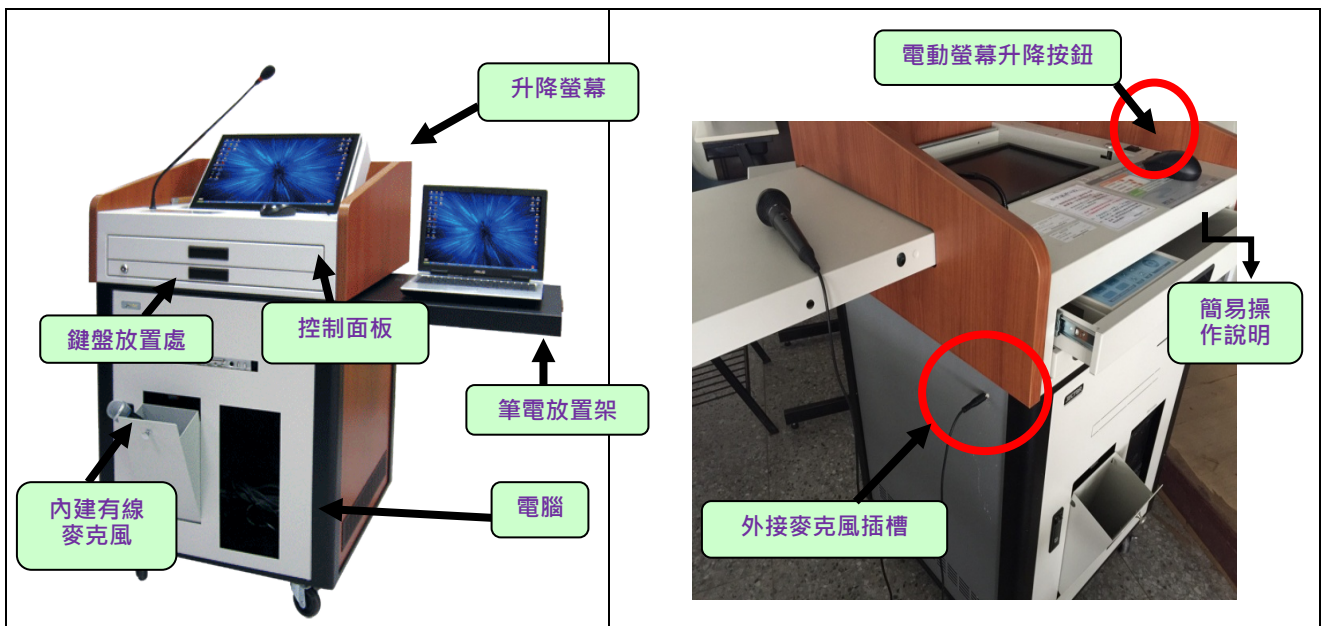 升降螢幕
鍵盤放置處
控制面板
筆電放置架
內建有線
麥克風
電腦
電動螢幕升降按鈕
簡易操
作說明
外接麥克風插槽